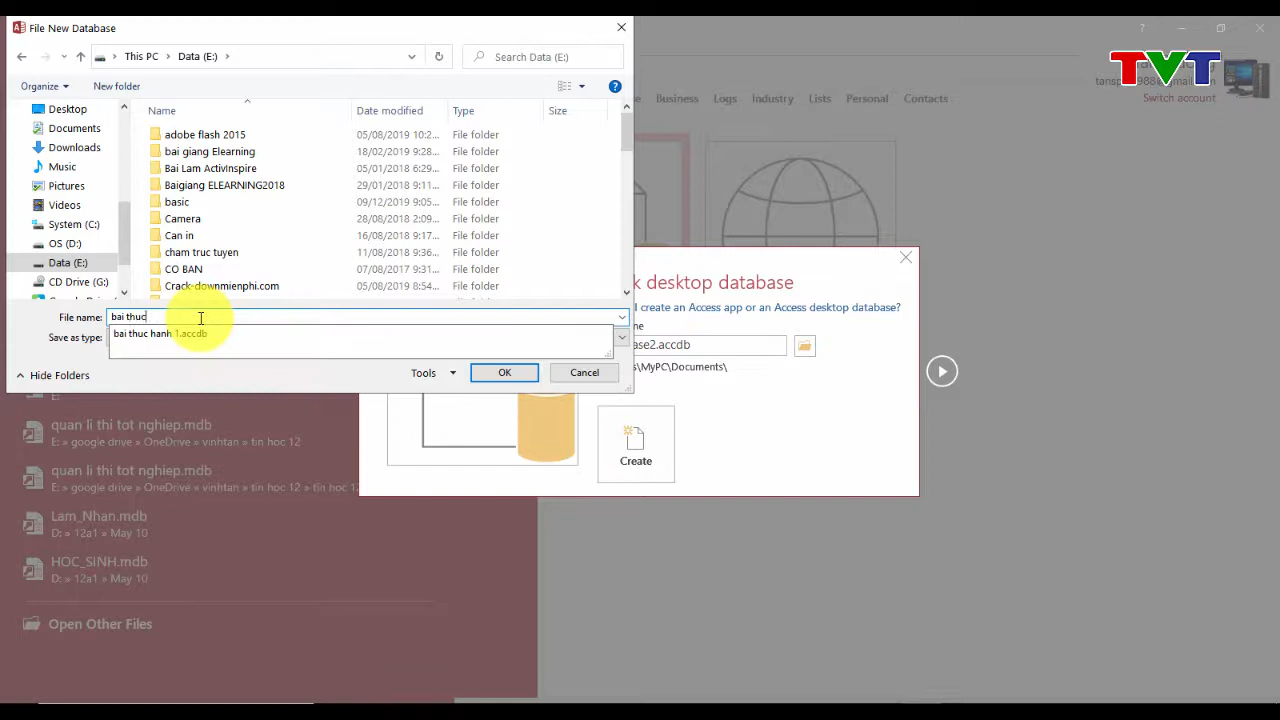 File New Database
This PC
Data (E:)
Search Data (E:)
TVT
Organize
New folder
Switch account
Business
Logs
Industry
Lists
Personal
Contacts
Desktop
Documents
Downloads
Music
Pictures
Videos
System (C:)
OS (D:)
Data (E:)
CD Drive (G:)
Name
Date modified
Type
Size
adobe flash 2015 05/08/2019 10:2... File folder
bai giang Elearning 18/02/2019 9:28... File folder
Bai Lam ActivInspire 05/01/2018 6:29... File folder
Baigiang ELEARNING2018 29/01/2018 9:11... File folder
basic 09/12/2019 9:05... File folder
Camera 28/08/2018 2:09... File folder
Can in 16/08/2018 9:17... File folder
cham truc tuyen 11/08/2018 9:36... File folder
CO BAN 07/08/2017 9:31... File folder
Crack-downmienphi.com 05/08/2019 8:54... File folder
File name: bai thuc
bai thuc hanh 1.accdb
Save as type:
Hide Folders
Tools
OK
Cancel
k desktop database
I create an Access app or an Access desktop database?
ase2.accdb
\MyPC\Documents\
Create
quan li thi tot nghiep.mdb
E: » google drive » OneDrive » vinhtan » tin hoc 12
quan li thi tot nghiep.mdb
E: » google drive » OneDrive » vinhtan » tin hoc 12 » tin hoc 12
Lam_Nhan.mdb
D: » 12a1 » May 10
HOC_SINH.mdb
D: » 12a1 » May 10
Open Other Files